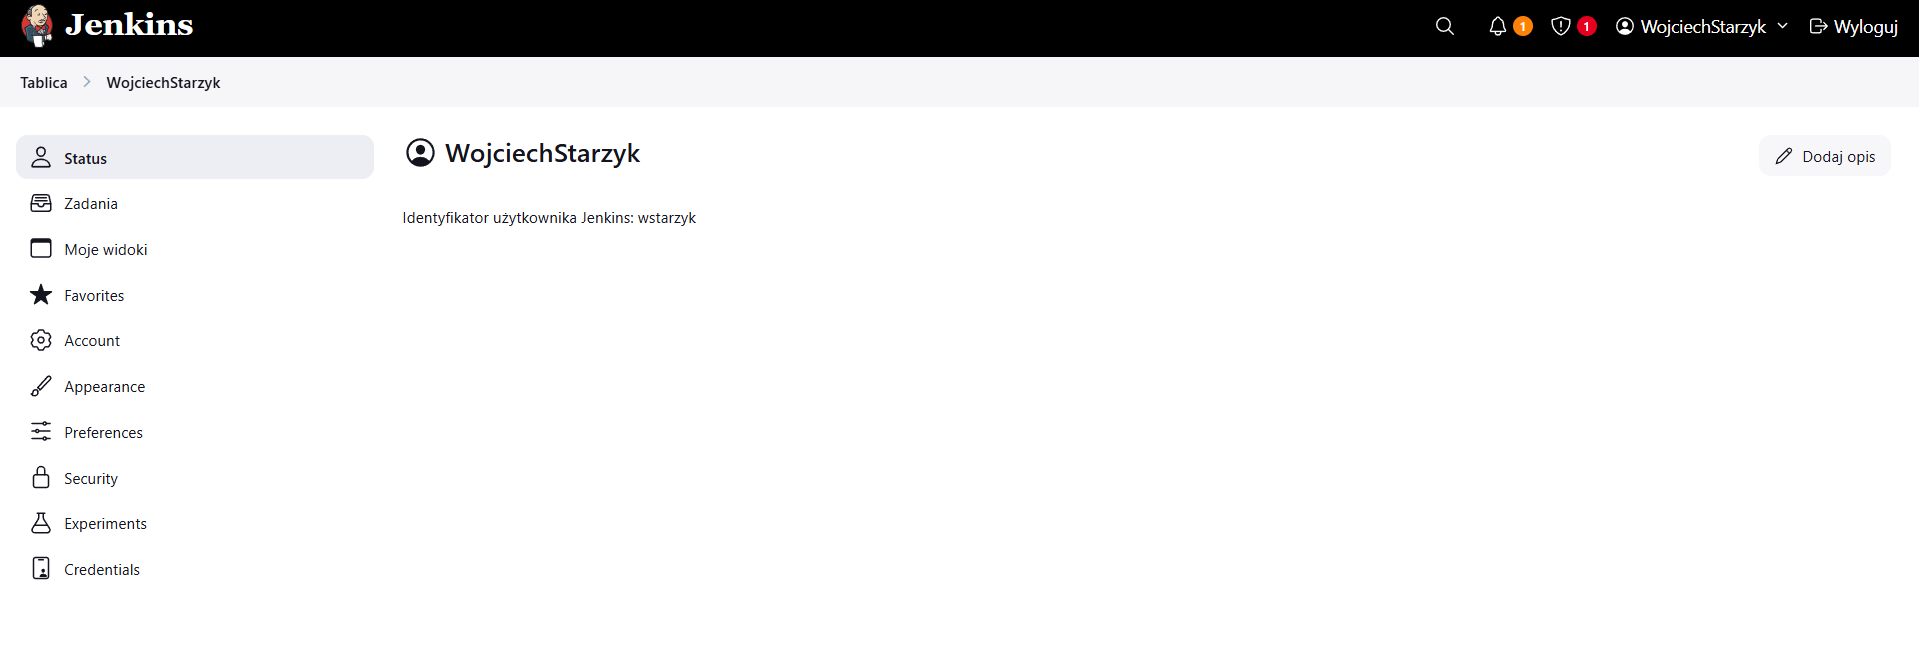 Jenkins
1
1
WojciechStarzyk
Wyloguj
Tablica
WojciechStarzyk
Status
Zadania
Moje widoki
Favorites
Account
Appearance
Preferences
Security
Experiments
Credentials
WojciechStarzyk
Dodaj opis
Identyfikator użytkownika Jenkins: wstarzyk